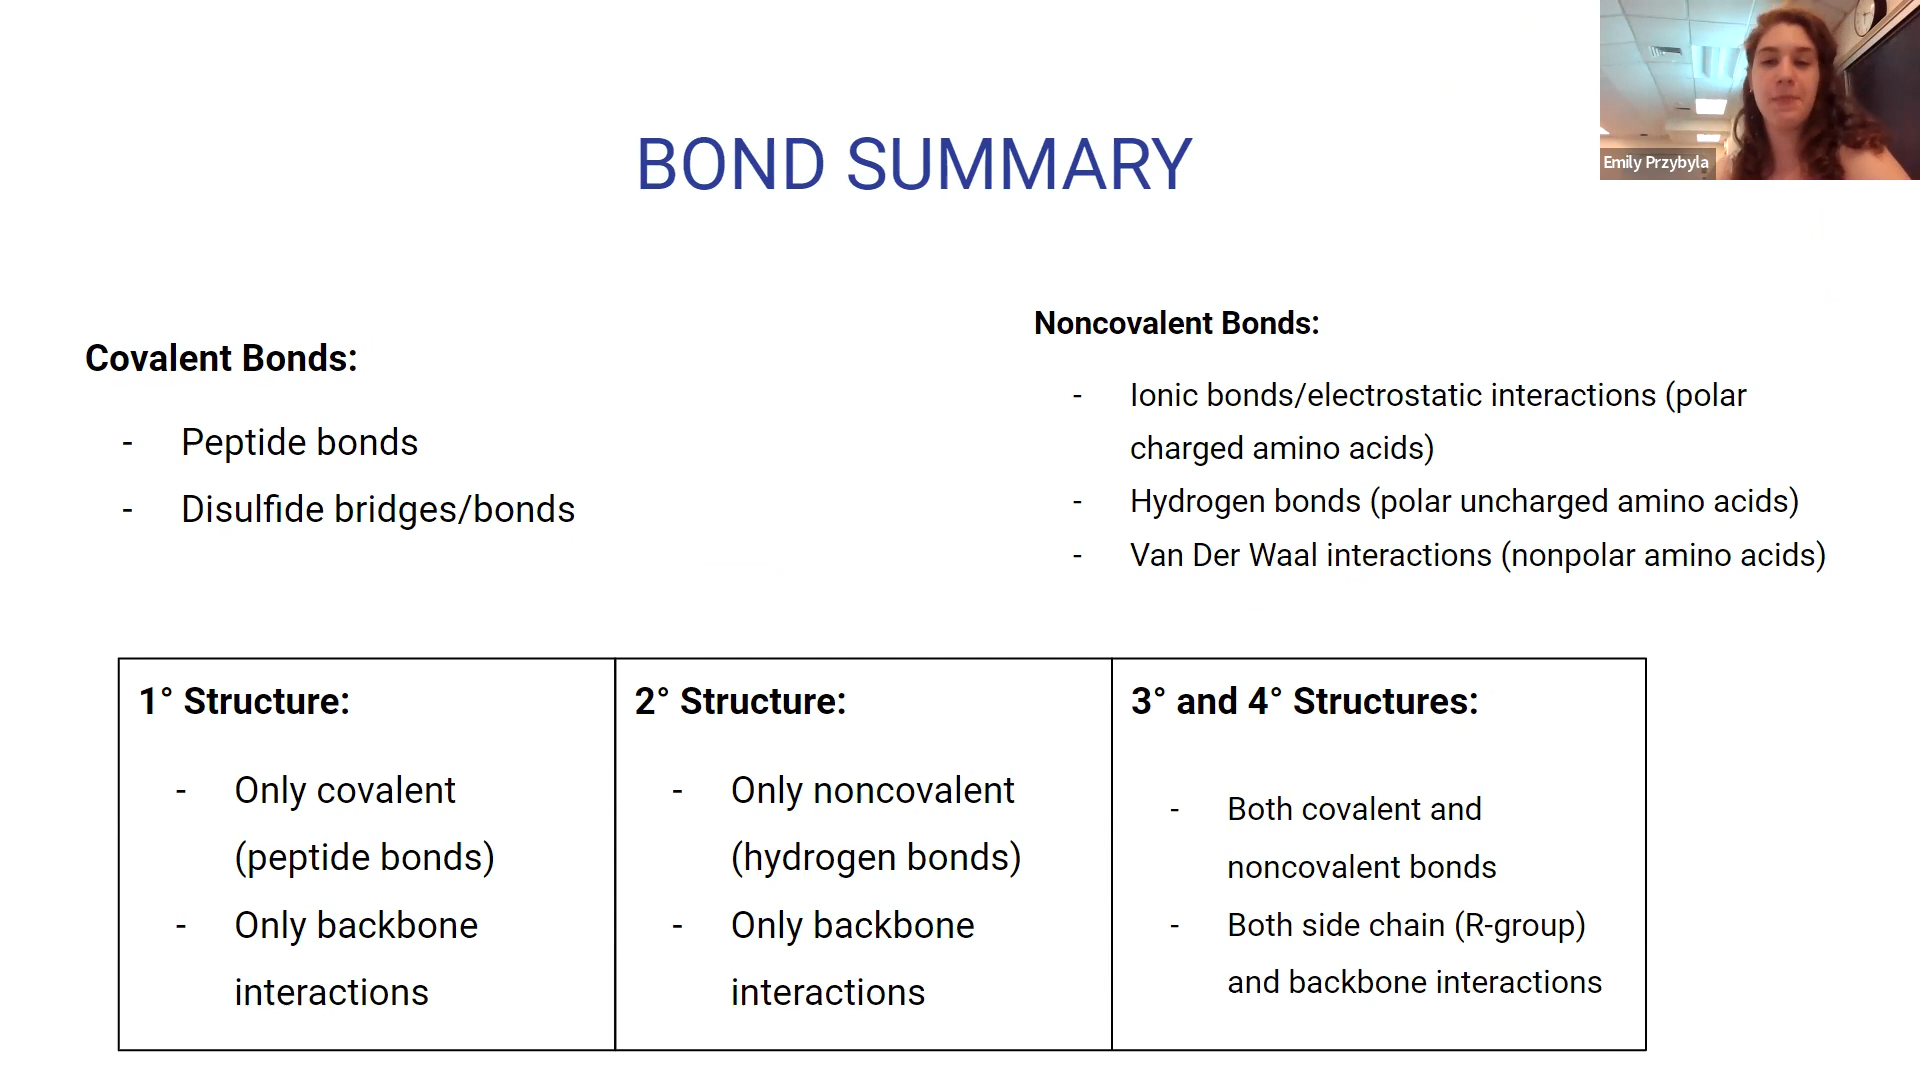 Emily Przybyla
BOND SUMMARY
Covalent Bonds:
- Peptide bonds
- Disulfide bridges/bonds
Noncovalent Bonds:
- Ionic bonds/electrostatic interactions (polar
charged amino acids)
- Hydrogen bonds (polar uncharged amino acids)
- Van Der Waal interactions (nonpolar amino acids)
1° Structure:
- Only covalent
(peptide bonds)
- Only backbone
interactions
2° Structure:
- Only noncovalent
(hydrogen bonds)
- Only backbone
interactions
3° and 4° Structures:
- Both covalent and
noncovalent bonds
- Both side chain (R-group)
and backbone interactions